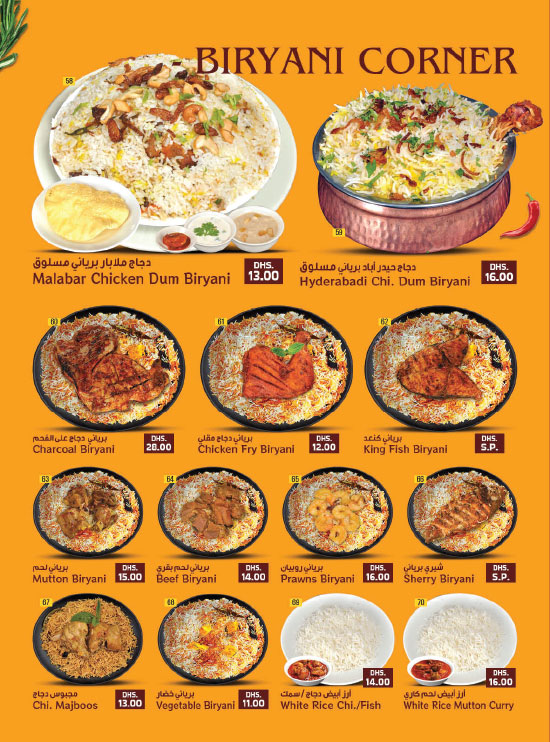 BIRYANI CORNER
58
دجاج ملابار برياني مسلوق
Malabar Chicken Dum Biryani
DHS.
13.00
59
دجاج حيدر أباد برياني مسلوق
Hyderabadi Chi. Dum Biryani
DHS.
16.00
60
برياني دجاج على الفحم
Charcoal Biryani
DHS.
28.00
61
برياني دجاج مقلي
Chicken Fry Biryani
DHS.
12.00
62
برياني كنعد
King Fish Biryani
DHS.
S.P.
63
برياني لحم
Mutton Biryani
DHS.
15.00
64
برياني لحم بقري
Beef Biryani
DHS.
14.00
65
برياني روبيان
Prawns Biryani
DHS.
16.00
66
شيري برياني
Sherry Biryani
DHS.
S.P.
67
مجبوس دجاج
Chi. Majboos
DHS.
13.00
68
برياني خضار
Vegetable Biryani
DHS.
11.00
69
أرز أبيض دجاج/سمك
White Rice Chi./Fish
DHS.
14.00
70
أرز أبيض لحم كاري
White Rice Mutton Curry
DHS.
16.00